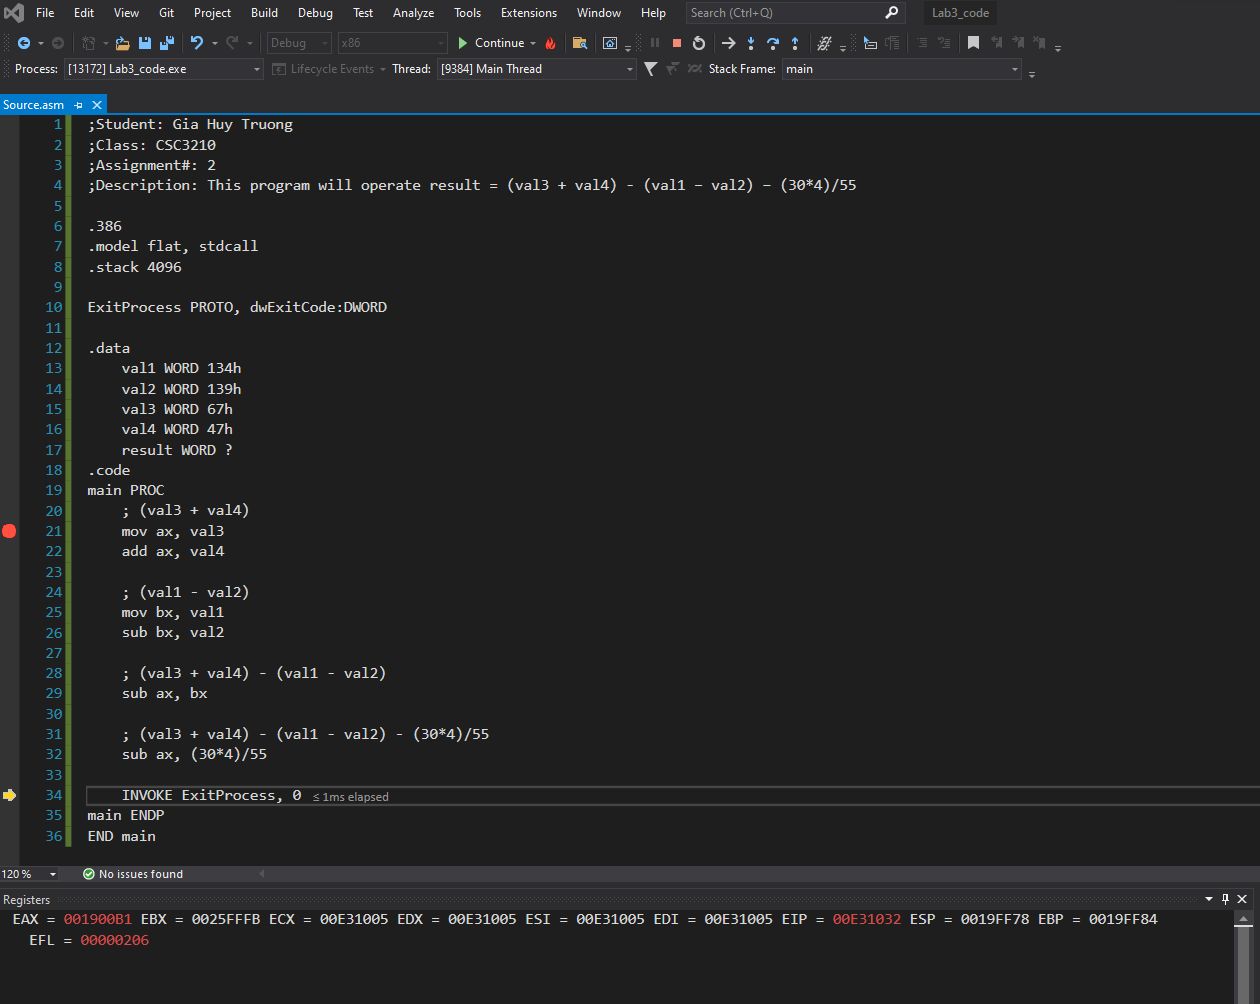 File Edit View Git Project Build Debug Test Analyze Tools Extensions Window Help Search (Ctrl+Q) Lab3_code
Debug x86 Continue
Process: [13172] Lab3_code.exe Lifecycle Events Thread: [9384] Main Thread Stack Frame: main
Source.asm
1 ;Student: Gia Huy Truong
2 ;Class: CSC3210
3 ;Assignment#: 2
4 ;Description: This program will operate result = (val3 + val4) - (val1 − val2) − (30*4)/55
5
6 .386
7 .model flat, stdcall
8 .stack 4096
9
10 ExitProcess PROTO, dwExitCode:DWORD
11
12 .data
13 val1 WORD 134h
14 val2 WORD 139h
15 val3 WORD 67h
16 val4 WORD 47h
17 result WORD ?
18 .code
19 main PROC
20 ; (val3 + val4)
21 mov ax, val3
22 add ax, val4
23
24 ; (val1 - val2)
25 mov bx, val1
26 sub bx, val2
27
28 ; (val3 + val4) - (val1 - val2)
29 sub ax, bx
30
31 ; (val3 + val4) - (val1 - val2) - (30*4)/55
32 sub ax, (30*4)/55
33
34 INVOKE ExitProcess, 0 ≤ 1ms elapsed
35 main ENDP
36 END main
120 % No issues found
Registers
EAX = 001900B1 EBX = 0025FFFB ECX = 00E31005 EDX = 00E31005 ESI = 00E31005 EDI = 00E31005 EIP = 00E31032 ESP = 0019FF78 EBP = 0019FF84
EFL = 00000206